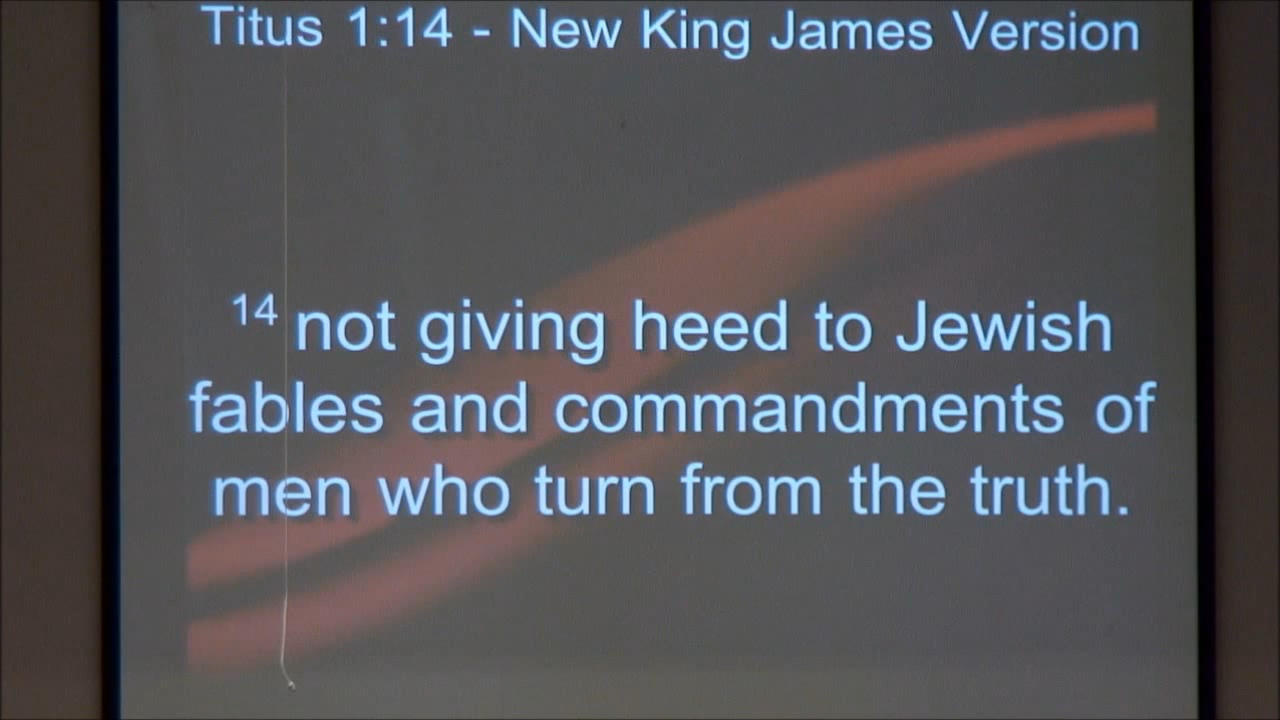 Titus 1:14 - New King James Version
14 not giving heed to Jewish
fables and commandments of
men who turn from the truth.